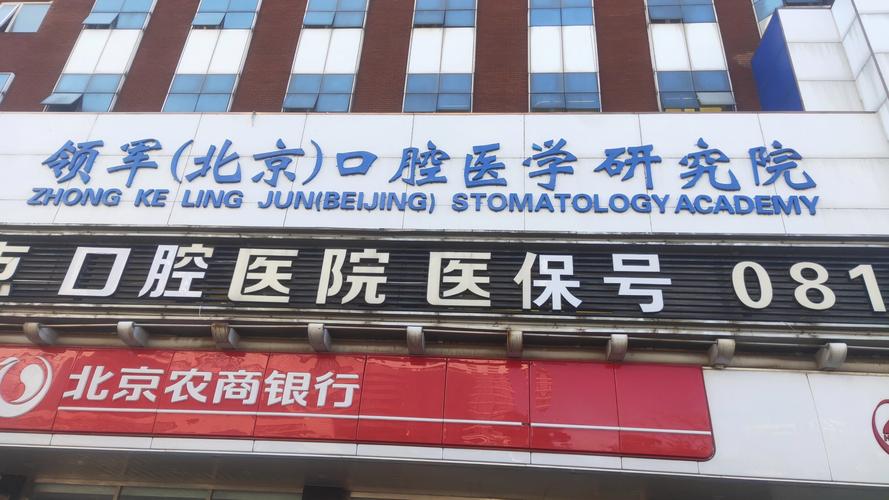 领军(北京)口腔医学研究院
ZHONG KE LING JUN(BEIJING) STOMATOLOGY ACADEMY
口腔医院 医保号 081
北京农商银行